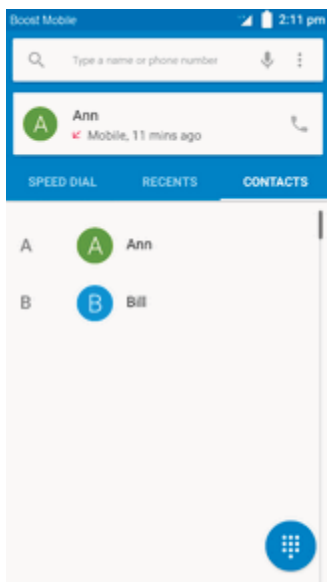 Boost Mobile 2:11 pm
Type a name or phone number
A
Ann
Mobile, 11 mins ago
SPEED DIAL RECENTS CONTACTS
A A Ann
B B Bill